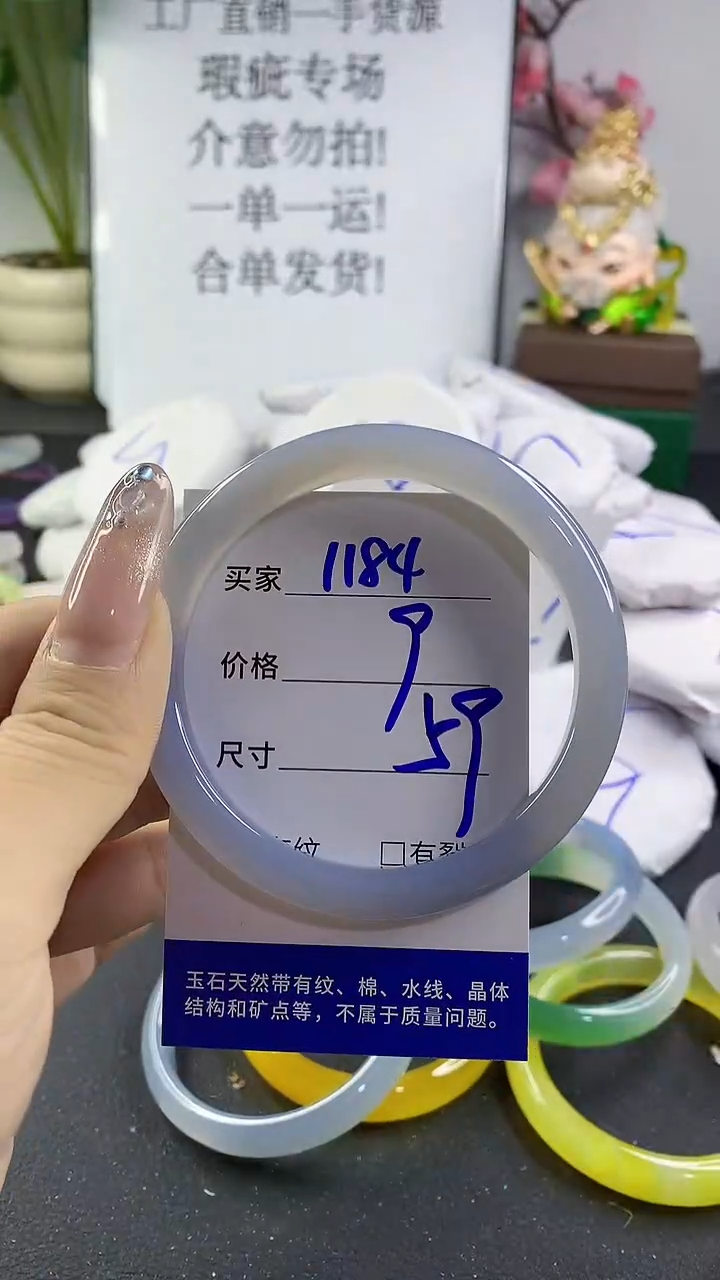 工厂直销一手货源
瑕疵专场
介意勿拍!
一单一运!
合单发货!
买家 1184
价格 9
尺寸 59
纹 □有裂
玉石天然带有纹、棉、水线、晶体
结构和矿点等，不属于质量问题。